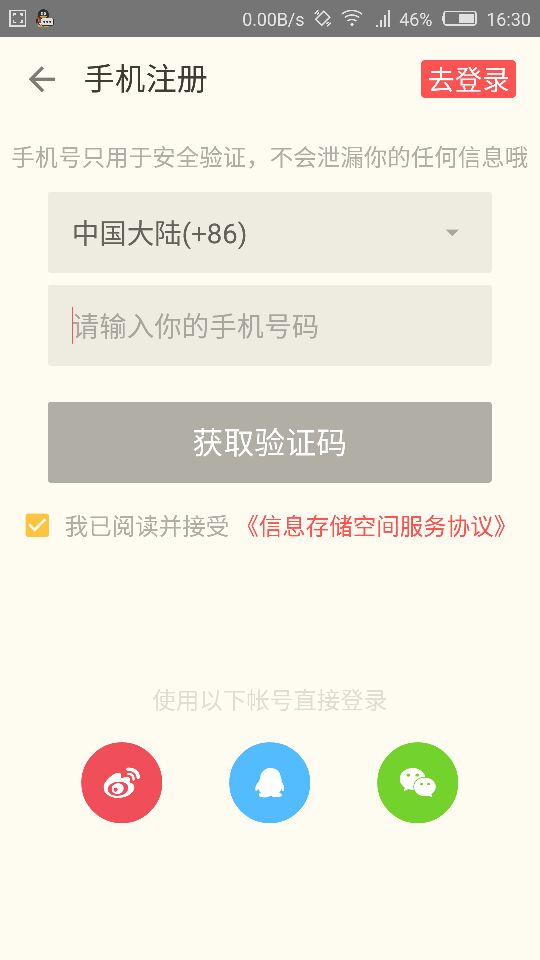 0.00B/s 46% 16:30
手机注册 去登录
手机号只用于安全验证，不会泄漏你的任何信息哦
中国大陆(+86)
请输入你的手机号码
获取验证码
我已阅读并接受 《信息存储空间服务协议》
使用以下帐号直接登录